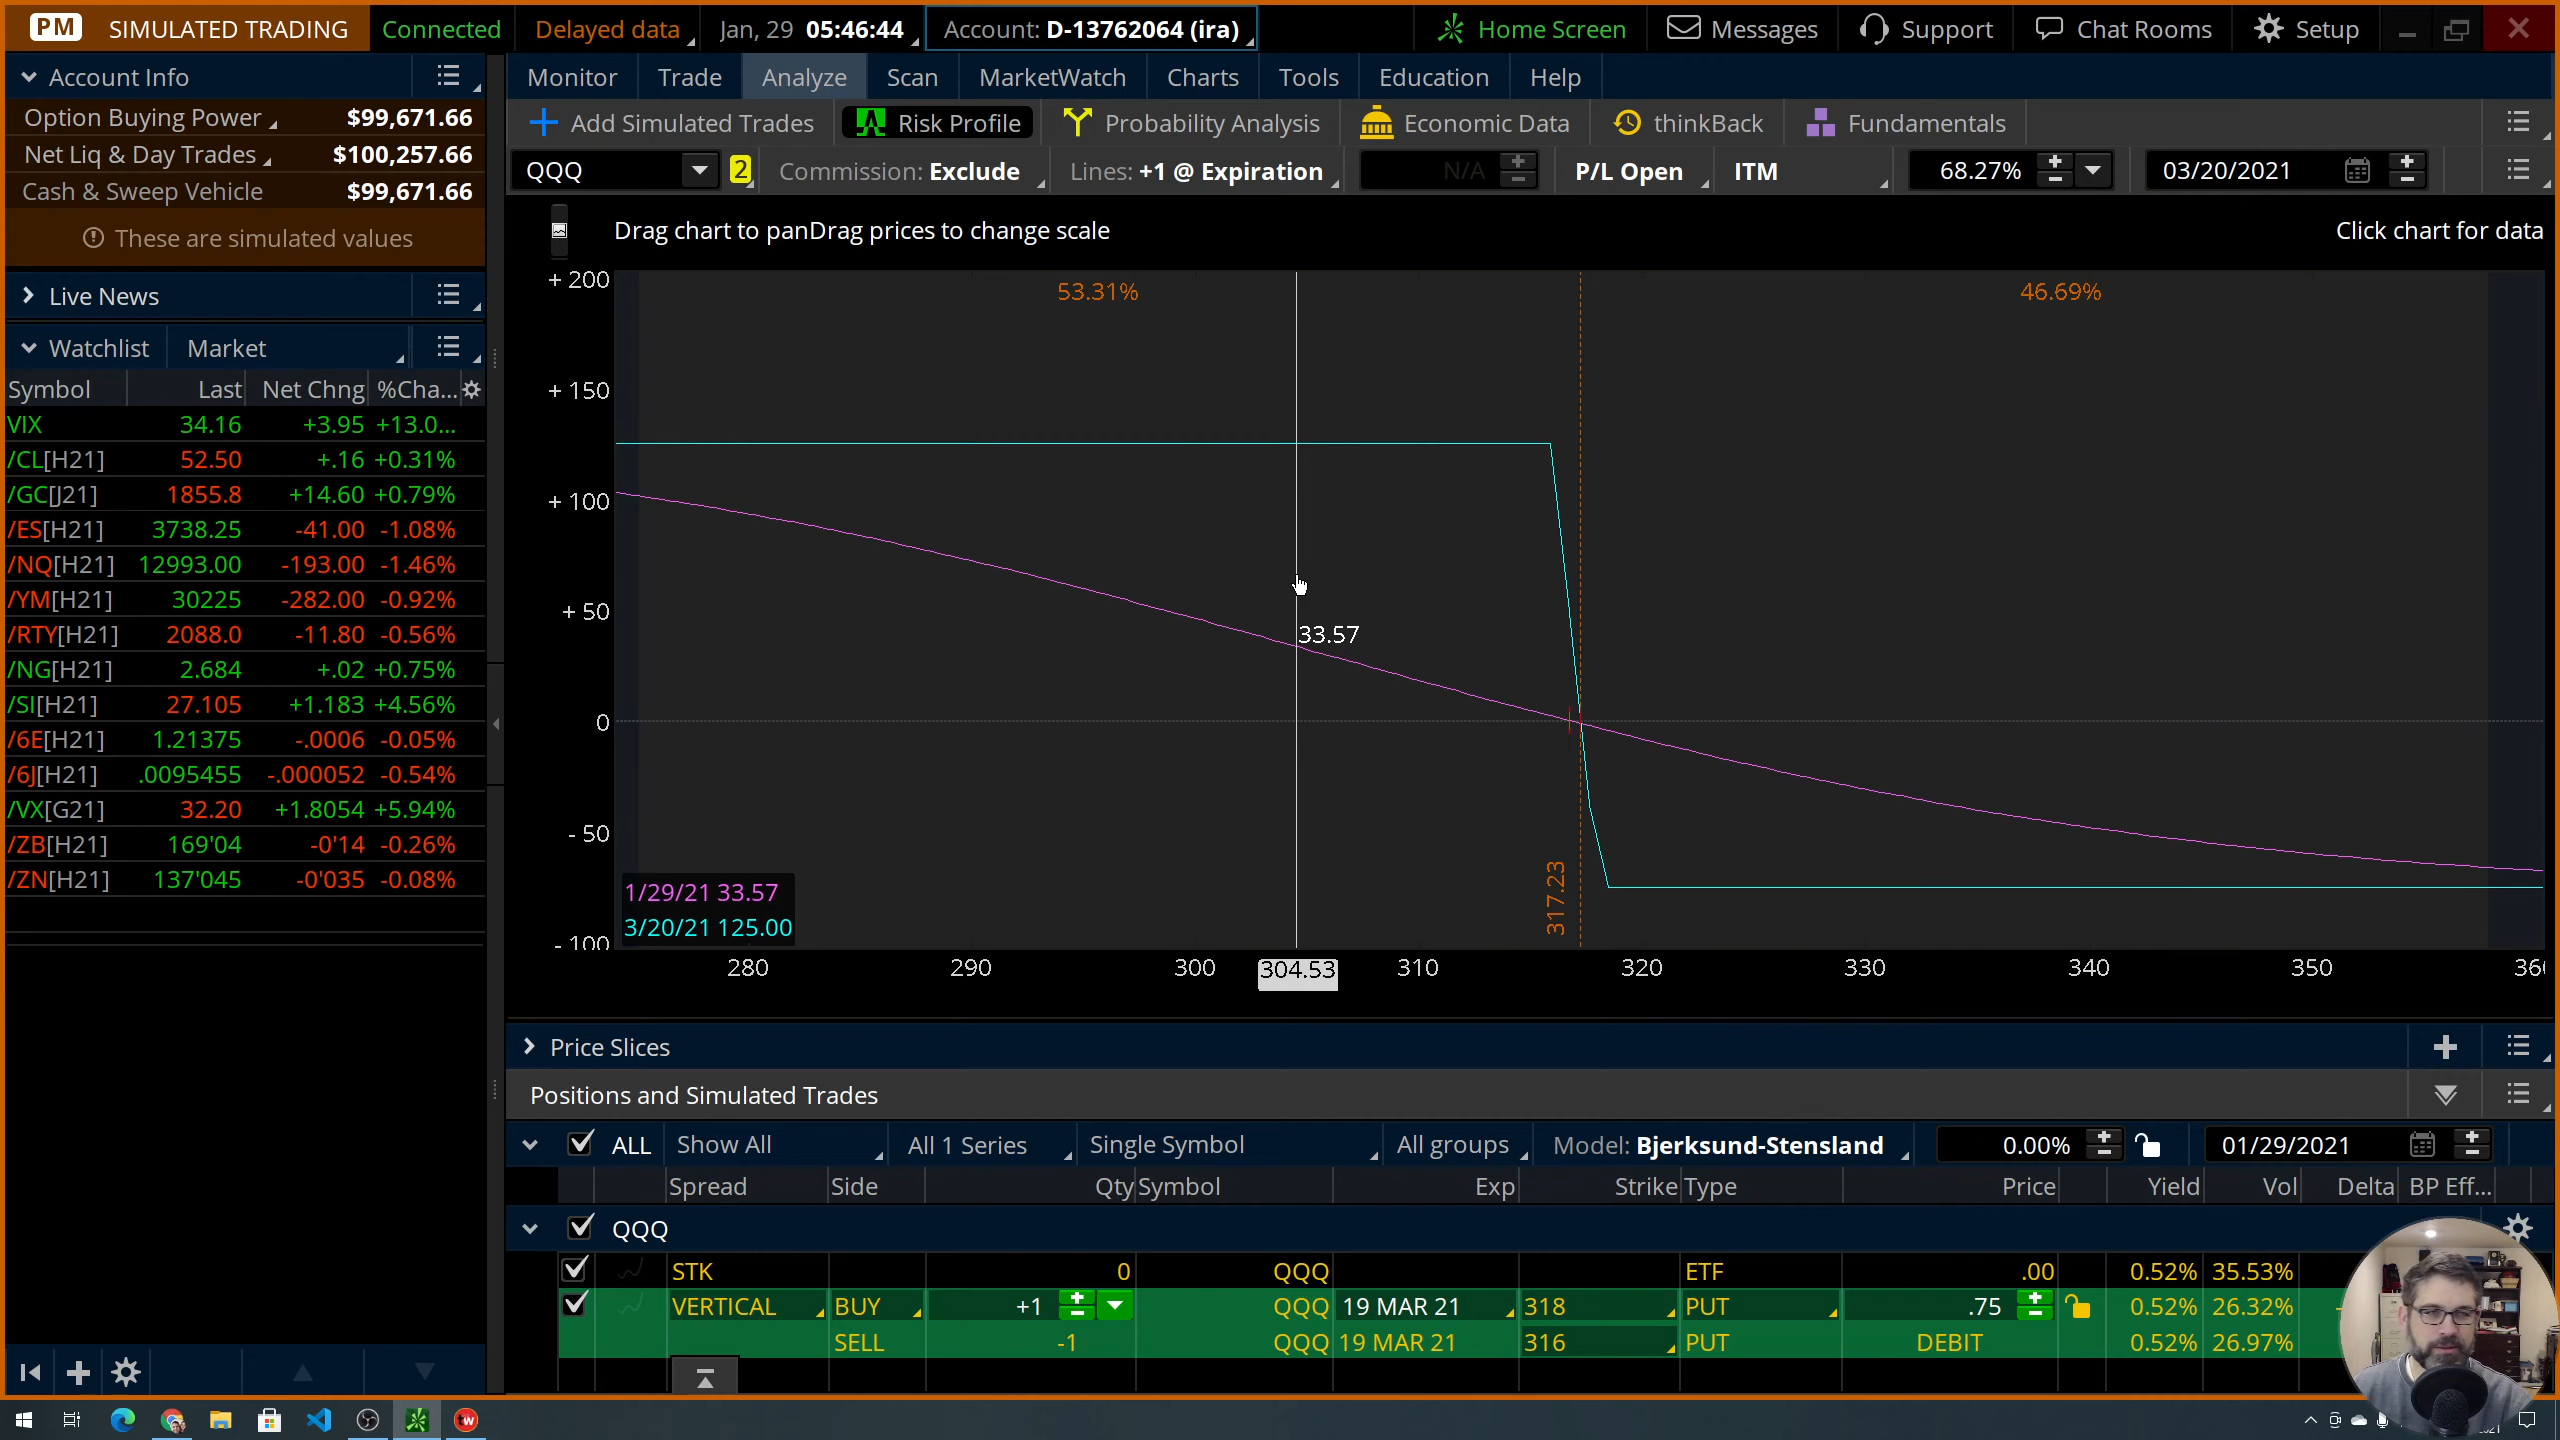 PM SIMULATED TRADING Connected Delayed data Jan, 29 05:46:44 Account: D-13762064 (ira) Home Screen Messages Support Chat Rooms Setup
Account Info
Option Buying Power $99,671.66
Net Liq & Day Trades $100,257.66
Cash & Sweep Vehicle $99,671.66
These are simulated values
Live News
Watchlist Market
Symbol Last Net Chng %Cha...
VIX 34.16 +3.95 +13.0...
/CL[H21] 52.50 +.16 +0.31%
/GC[J21] 1855.8 +14.60 +0.79%
/ES[H21] 3738.25 -41.00 -1.08%
/NQ[H21] 12993.00 -193.00 -1.46%
/YM[H21] 30225 -282.00 -0.92%
/RTY[H21] 2088.0 -11.80 -0.56%
/NG[H21] 2.684 +.02 +0.75%
/SI[H21] 27.105 +1.183 +4.56%
/6E[H21] 1.21375 -.0006 -0.05%
/6J[H21] .0095455 -.000052 -0.54%
/VX[G21] 32.20 +1.8054 +5.94%
/ZB[H21] 169'04 -0'14 -0.26%
/ZN[H21] 137'045 -0'035 -0.08%
Monitor Trade Analyze Scan MarketWatch Charts Tools Education Help
Add Simulated Trades Risk Profile Probability Analysis Economic Data thinkBack Fundamentals
QQQ 2 Commission: Exclude Lines: +1 @ Expiration N/A P/L Open ITM 68.27% 03/20/2021
Drag chart to panDrag prices to change scale Click chart for data
+ 200
53.31% 46.69%
+ 150
+ 100
+ 50
33.57
0
- 50
317.23
1/29/21 33.57
3/20/21 125.00
- 100
280 290 300 304.53 310 320 330 340 350
Price Slices
Positions and Simulated Trades
ALL Show All All 1 Series Single Symbol All groups Model: Bjerksund-Stensland 0.00% 01/29/2021
Spread Side Qty Symbol Exp Strike Type Price Yield Vol Delta BP Eff...
QQQ
STK 0 QQQ ETF .00 0.52% 35.53%
VERTICAL BUY +1 QQQ 19 MAR 21 318 PUT .75 0.52% 26.32%
SELL -1 QQQ 19 MAR 21 316 PUT DEBIT 0.52% 26.97%